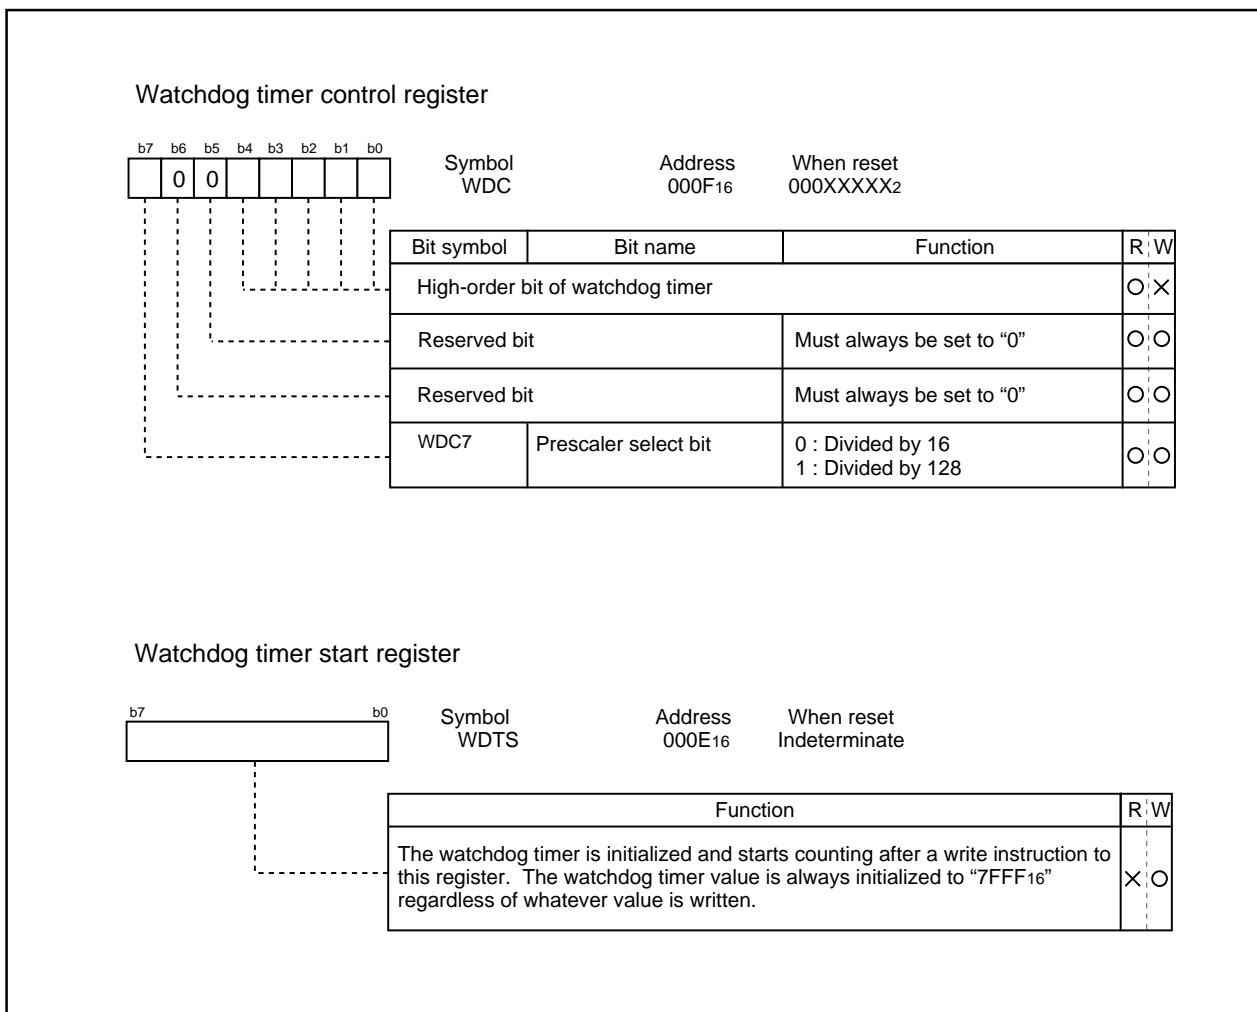 Watchdog timer control register
b7 b6 b5 b4 b3 b2 b1 b0
0 0
Symbol Address When reset
WDC 000F16 000XXXXX2
Bit symbol Bit name Function R W
High-order bit of watchdog timer
Reserved bit Must always be set to “0”
Reserved bit Must always be set to “0”
WDC7 Prescaler select bit 0 : Divided by 16
1 : Divided by 128
Watchdog timer start register
b7 b0
Symbol Address When reset
WDTS 000E16 Indeterminate
Function R W
The watchdog timer is initialized and starts counting after a write instruction to
this register. The watchdog timer value is always initialized to “7FFF16”
regardless of whatever value is written.